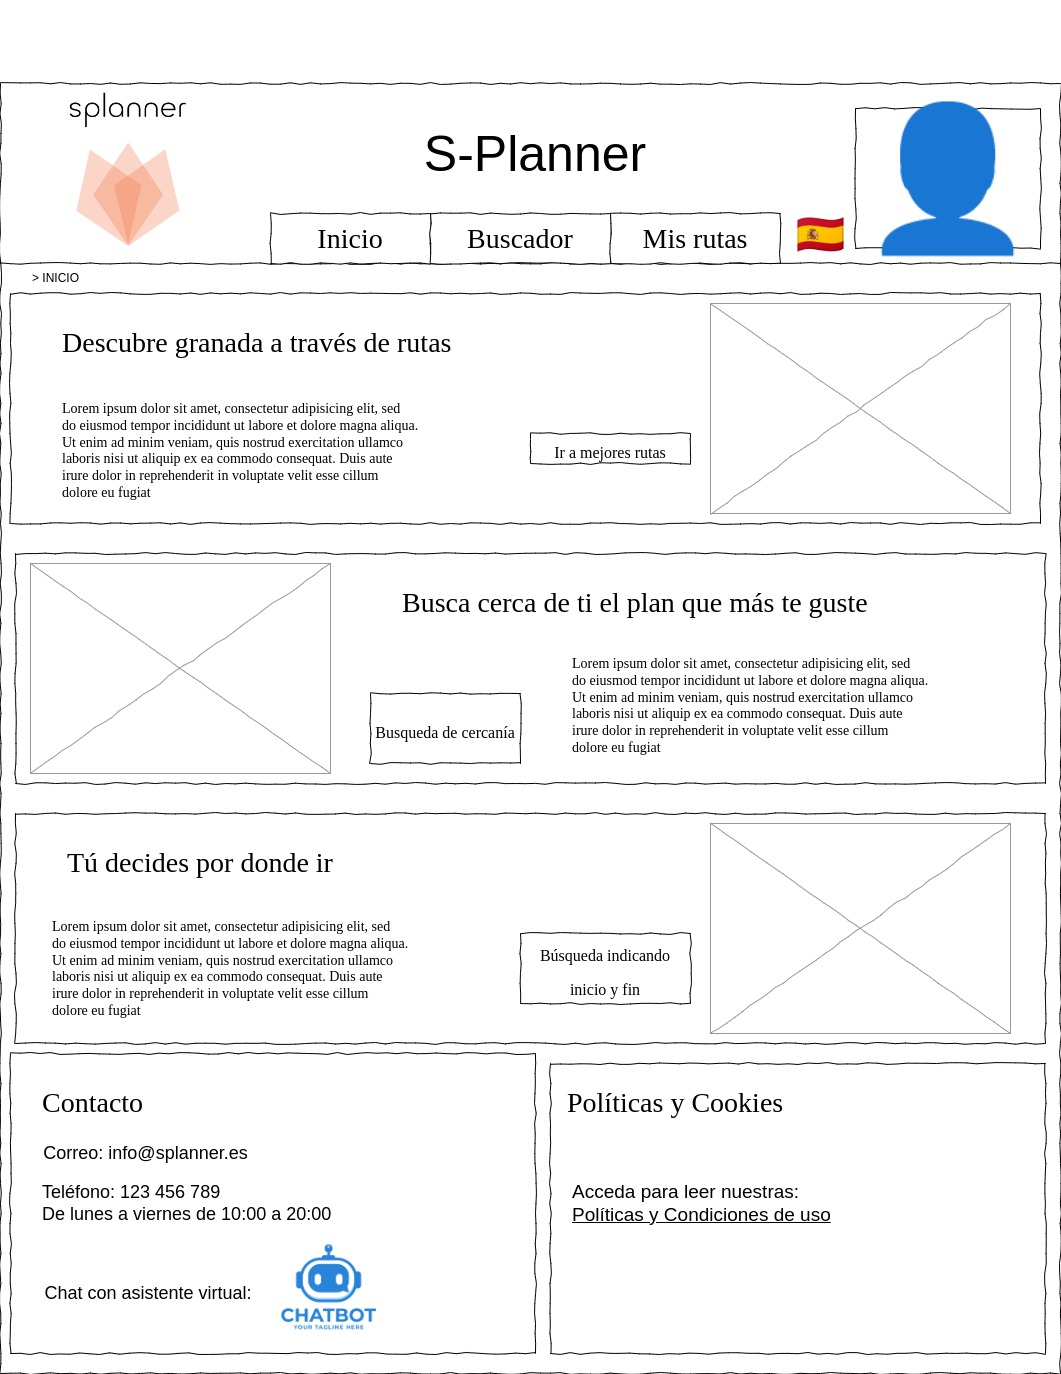 splanner
S-Planner
Inicio
Buscador
Mis rutas
> INICIO
Descubre granada a través de rutas
Lorem ipsum dolor sit amet, consectetur adipisicing elit, sed
do eiusmod tempor incididunt ut labore et dolore magna aliqua.
Ut enim ad minim veniam, quis nostrud exercitation ullamco
laboris nisi ut aliquip ex ea commodo consequat. Duis aute
irure dolor in reprehenderit in voluptate velit esse cillum
dolore eu fugiat
Ir a mejores rutas
Busca cerca de ti el plan que más te guste
Busqueda de cercanía
Lorem ipsum dolor sit amet, consectetur adipisicing elit, sed
do eiusmod tempor incididunt ut labore et dolore magna aliqua.
Ut enim ad minim veniam, quis nostrud exercitation ullamco
laboris nisi ut aliquip ex ea commodo consequat. Duis aute
irure dolor in reprehenderit in voluptate velit esse cillum
dolore eu fugiat
Tú decides por donde ir
Lorem ipsum dolor sit amet, consectetur adipisicing elit, sed
do eiusmod tempor incididunt ut labore et dolore magna aliqua.
Ut enim ad minim veniam, quis nostrud exercitation ullamco
laboris nisi ut aliquip ex ea commodo consequat. Duis aute
irure dolor in reprehenderit in voluptate velit esse cillum
dolore eu fugiat
Búsqueda indicando
inicio y fin
Contacto
Correo: info@splanner.es
Teléfono: 123 456 789
De lunes a viernes de 10:00 a 20:00
Chat con asistente virtual:
CHATBOT
YOUR TAGLINE HERE
Políticas y Cookies
Acceda para leer nuestras:
Políticas y Condiciones de uso